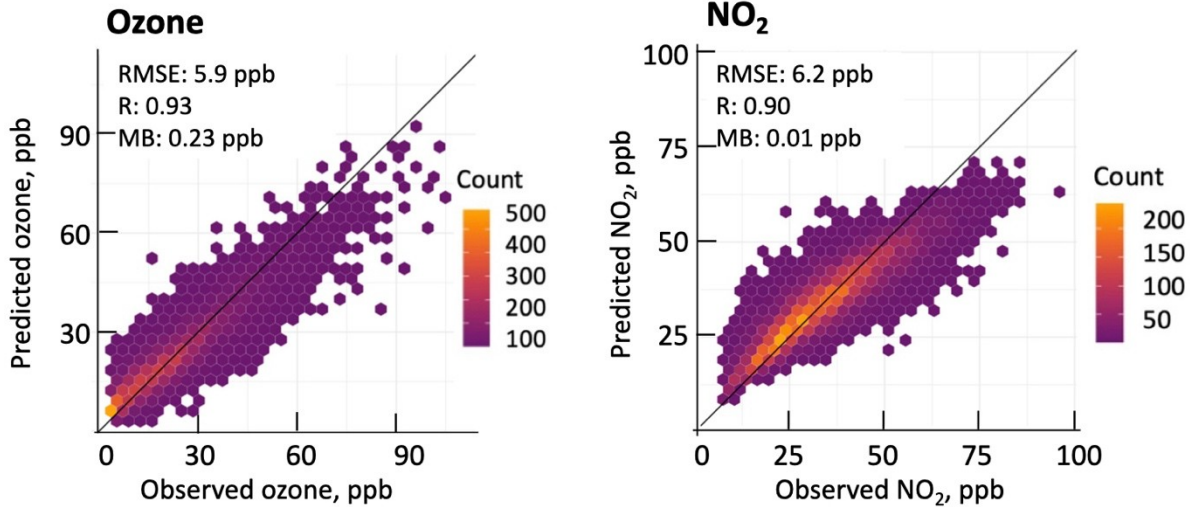 Ozone
RMSE: 5.9 ppb
R: 0.93
MB: 0.23 ppb
Predicted ozone, ppb
90
60
30
0 30 60 90
Observed ozone, ppb
Count
500
400
300
200
100
NO₂
RMSE: 6.2 ppb
R: 0.90
MB: 0.01 ppb
Predicted NO₂, ppb
100
75
50
25
0 25 50 75 100
Observed NO₂, ppb
Count
200
150
100
50